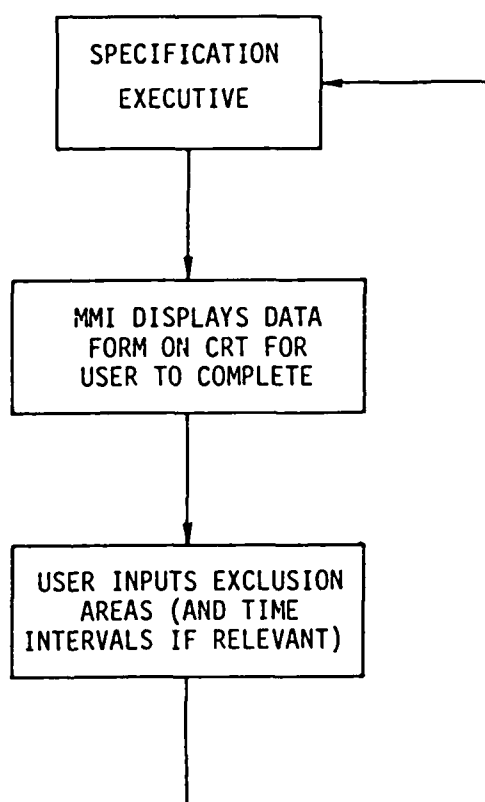 SPECIFICATION
EXECUTIVE
MMI DISPLAYS DATA
FORM ON CRT FOR
USER TO COMPLETE
USER INPUTS EXCLUSION
AREAS (AND TIME
INTERVALS IF RELEVANT)